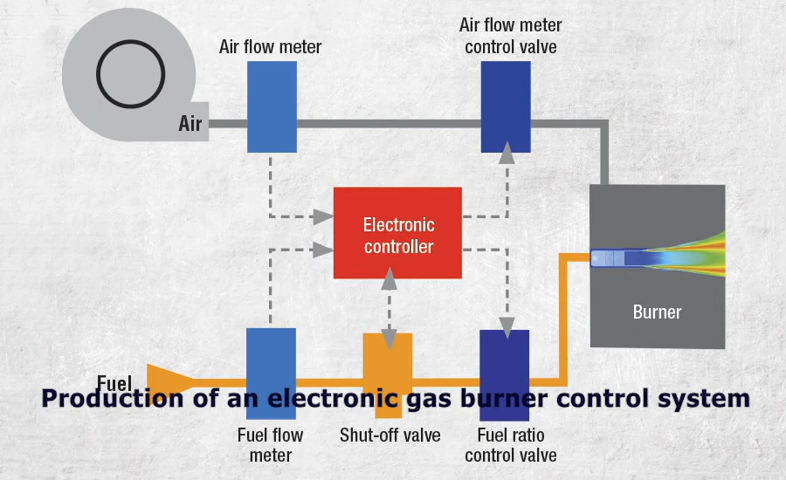 Air flow meter
Air flow meter
control valve
Air
Electronic
controller
Burner
Fuel
Production of an electronic gas burner control system
Fuel flow
meter
Shut-off valve
Fuel ratio
control valve